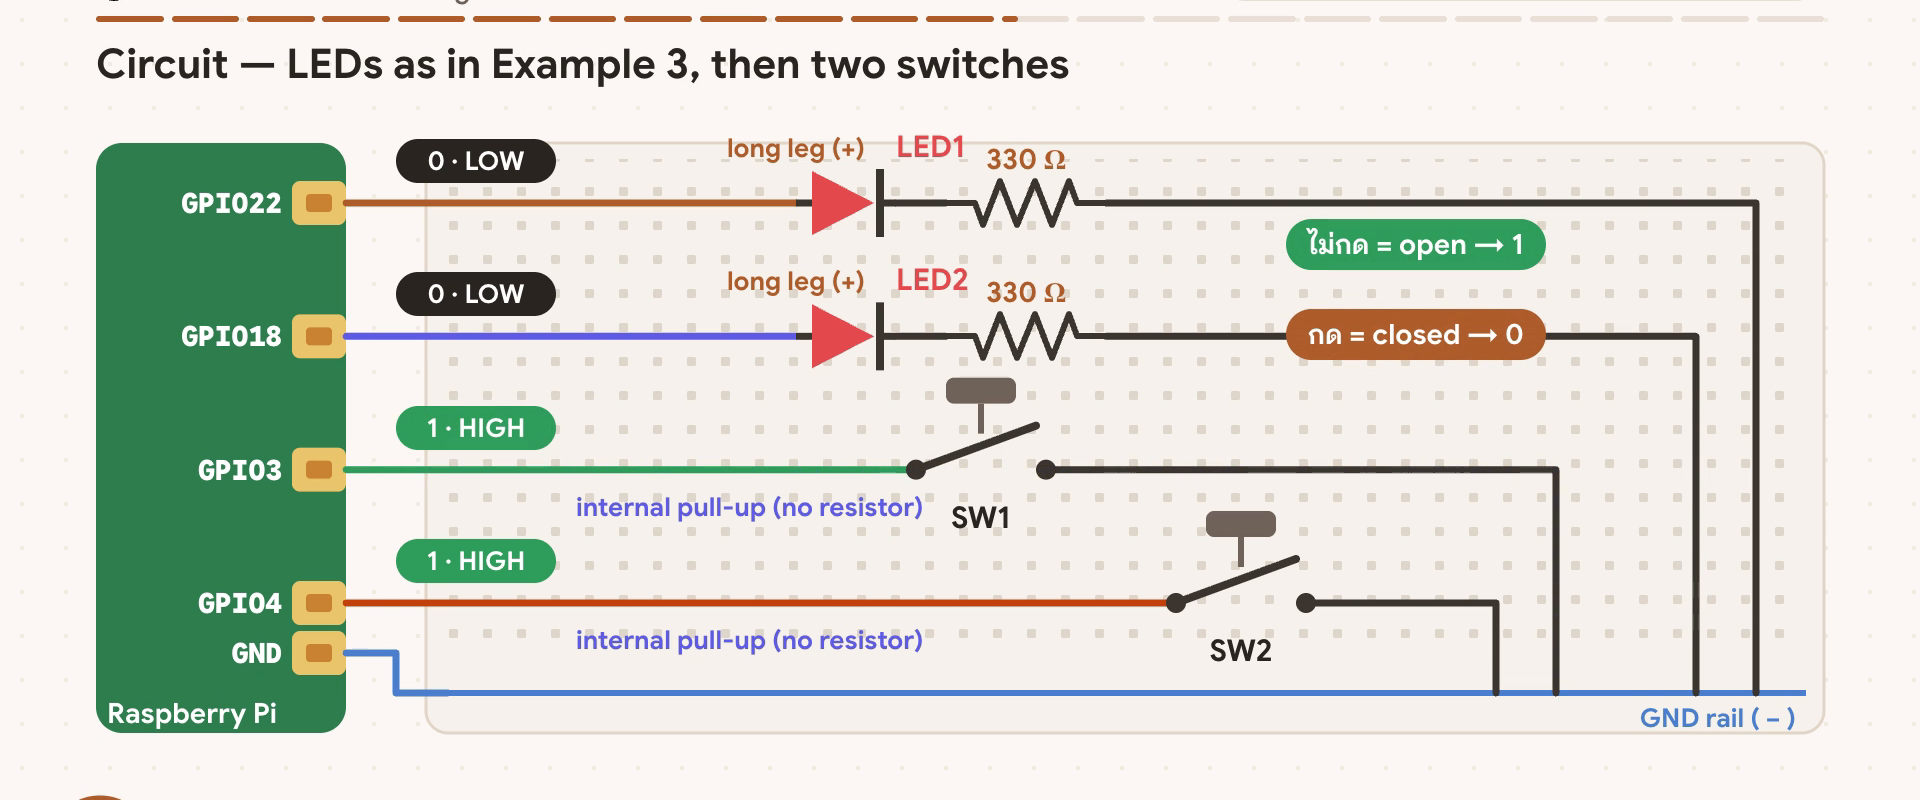 Circuit — LEDs as in Example 3, then two switches
0 · LOW
long leg (+)
LED1
330 Ω
GPIO22
ไม่กด = open → 1
0 · LOW
long leg (+)
LED2
330 Ω
GPIO18
กด = closed → 0
1 · HIGH
GPIO3
internal pull-up (no resistor)
SW1
1 · HIGH
GPIO4
internal pull-up (no resistor)
SW2
GND
Raspberry Pi
GND rail ( – )